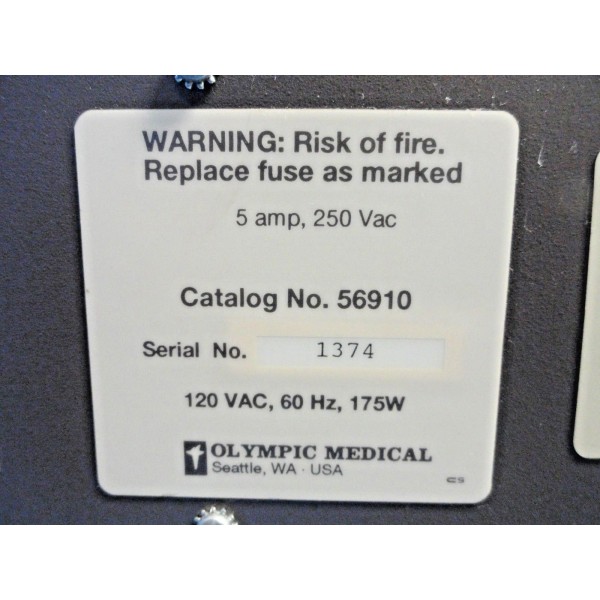 WARNING: Risk of fire.
Replace fuse as marked
5 amp, 250 Vac
Catalog No. 56910
Serial No. 1374
120 VAC, 60 Hz, 175W
OLYMPIC MEDICAL
Seattle, WA · USA